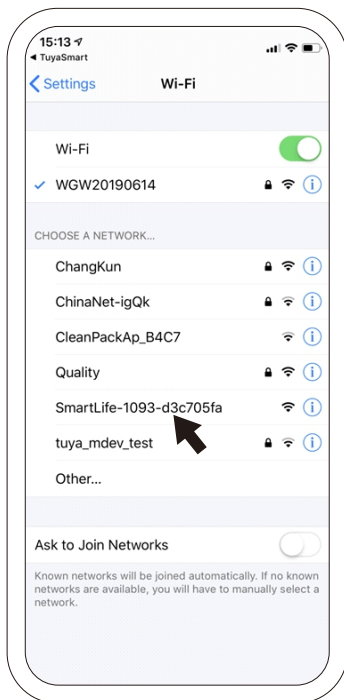 15:13
TuyaSmart
Settings Wi-Fi
Wi-Fi
WGW20190614
CHOOSE A NETWORK...
ChangKun
ChinaNet-igQk
CleanPackAp_B4C7
Quality
SmartLife-1093-d3c705fa
tuya_mdev_test
Other...
Ask to Join Networks
Known networks will be joined automatically. If no known
networks are available, you will have to manually select a
network.